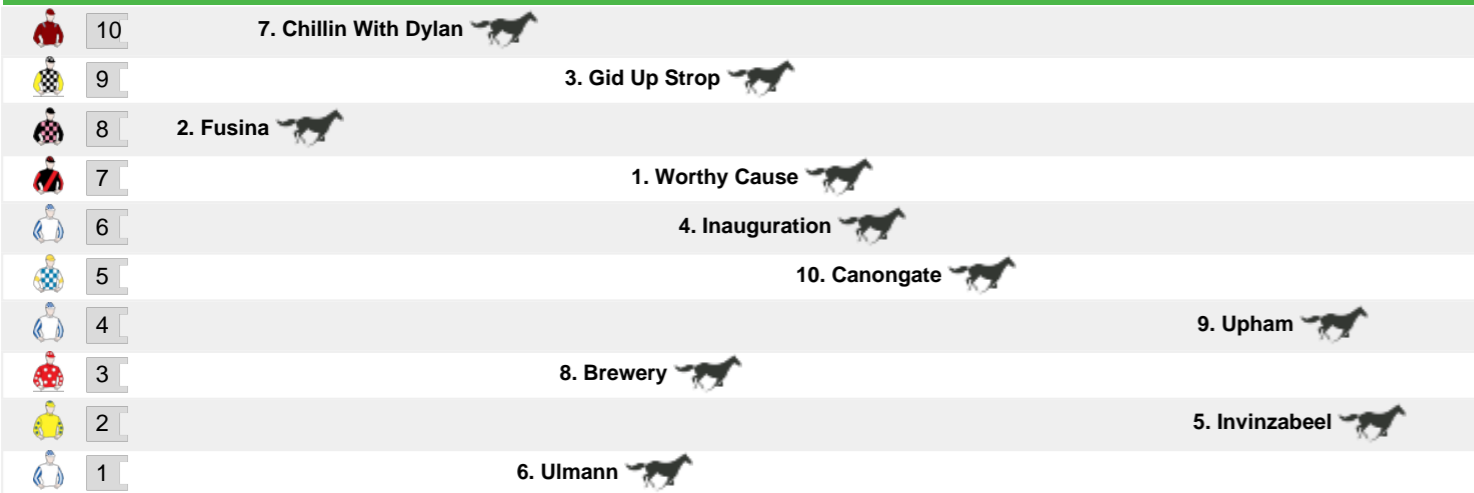 10 7. Chillin With Dylan
9 3. Gid Up Strop
8 2. Fusina
7 1. Worthy Cause
6 4. Inauguration
5 10. Canongate
4 9. Upham
3 8. Brewery
2 5. Invinzabeel
1 6. Ulmann